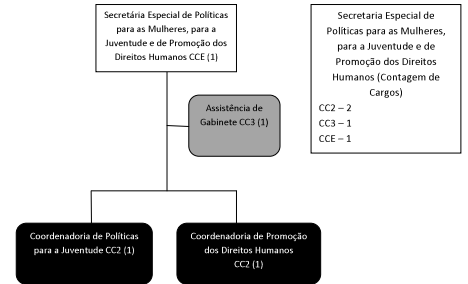 Secretária Especial de Políticas
para as Mulheres, para a
Juventude e de Promoção dos
Direitos Humanos CCE (1)
Secretaria Especial de
Políticas para as Mulheres,
para a Juventude e de
Promoção dos Direitos
Humanos (Contagem de
Cargos)
CC2 – 2
CC3 – 1
CCE – 1
Assistência de
Gabinete CC3 (1)
Coordenadoria de Políticas
para a Juventude CC2 (1)
Coordenadoria de Promoção
dos Direitos Humanos
CC2 (1)